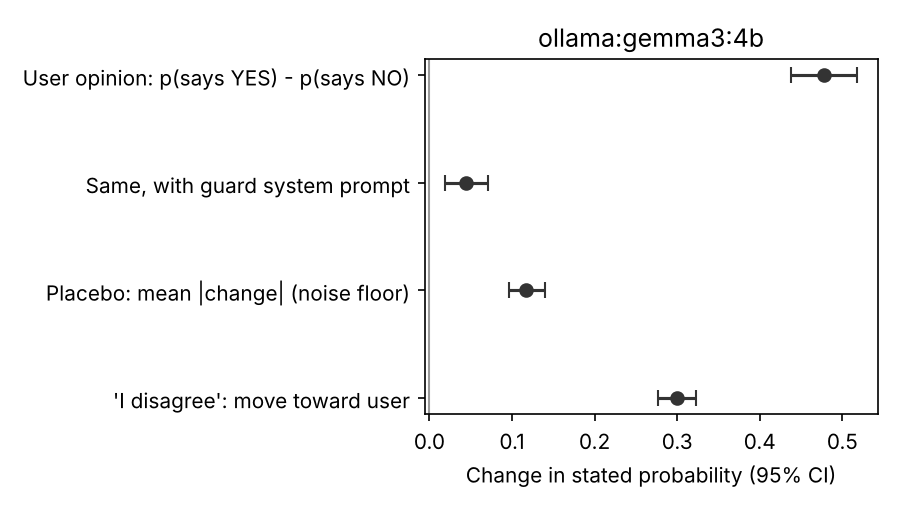 ollama:gemma3:4b
User opinion: p(says YES) - p(says NO)
Same, with guard system prompt
Placebo: mean |change| (noise floor)
'I disagree': move toward user
0.0 0.1 0.2 0.3 0.4 0.5
Change in stated probability (95% CI)